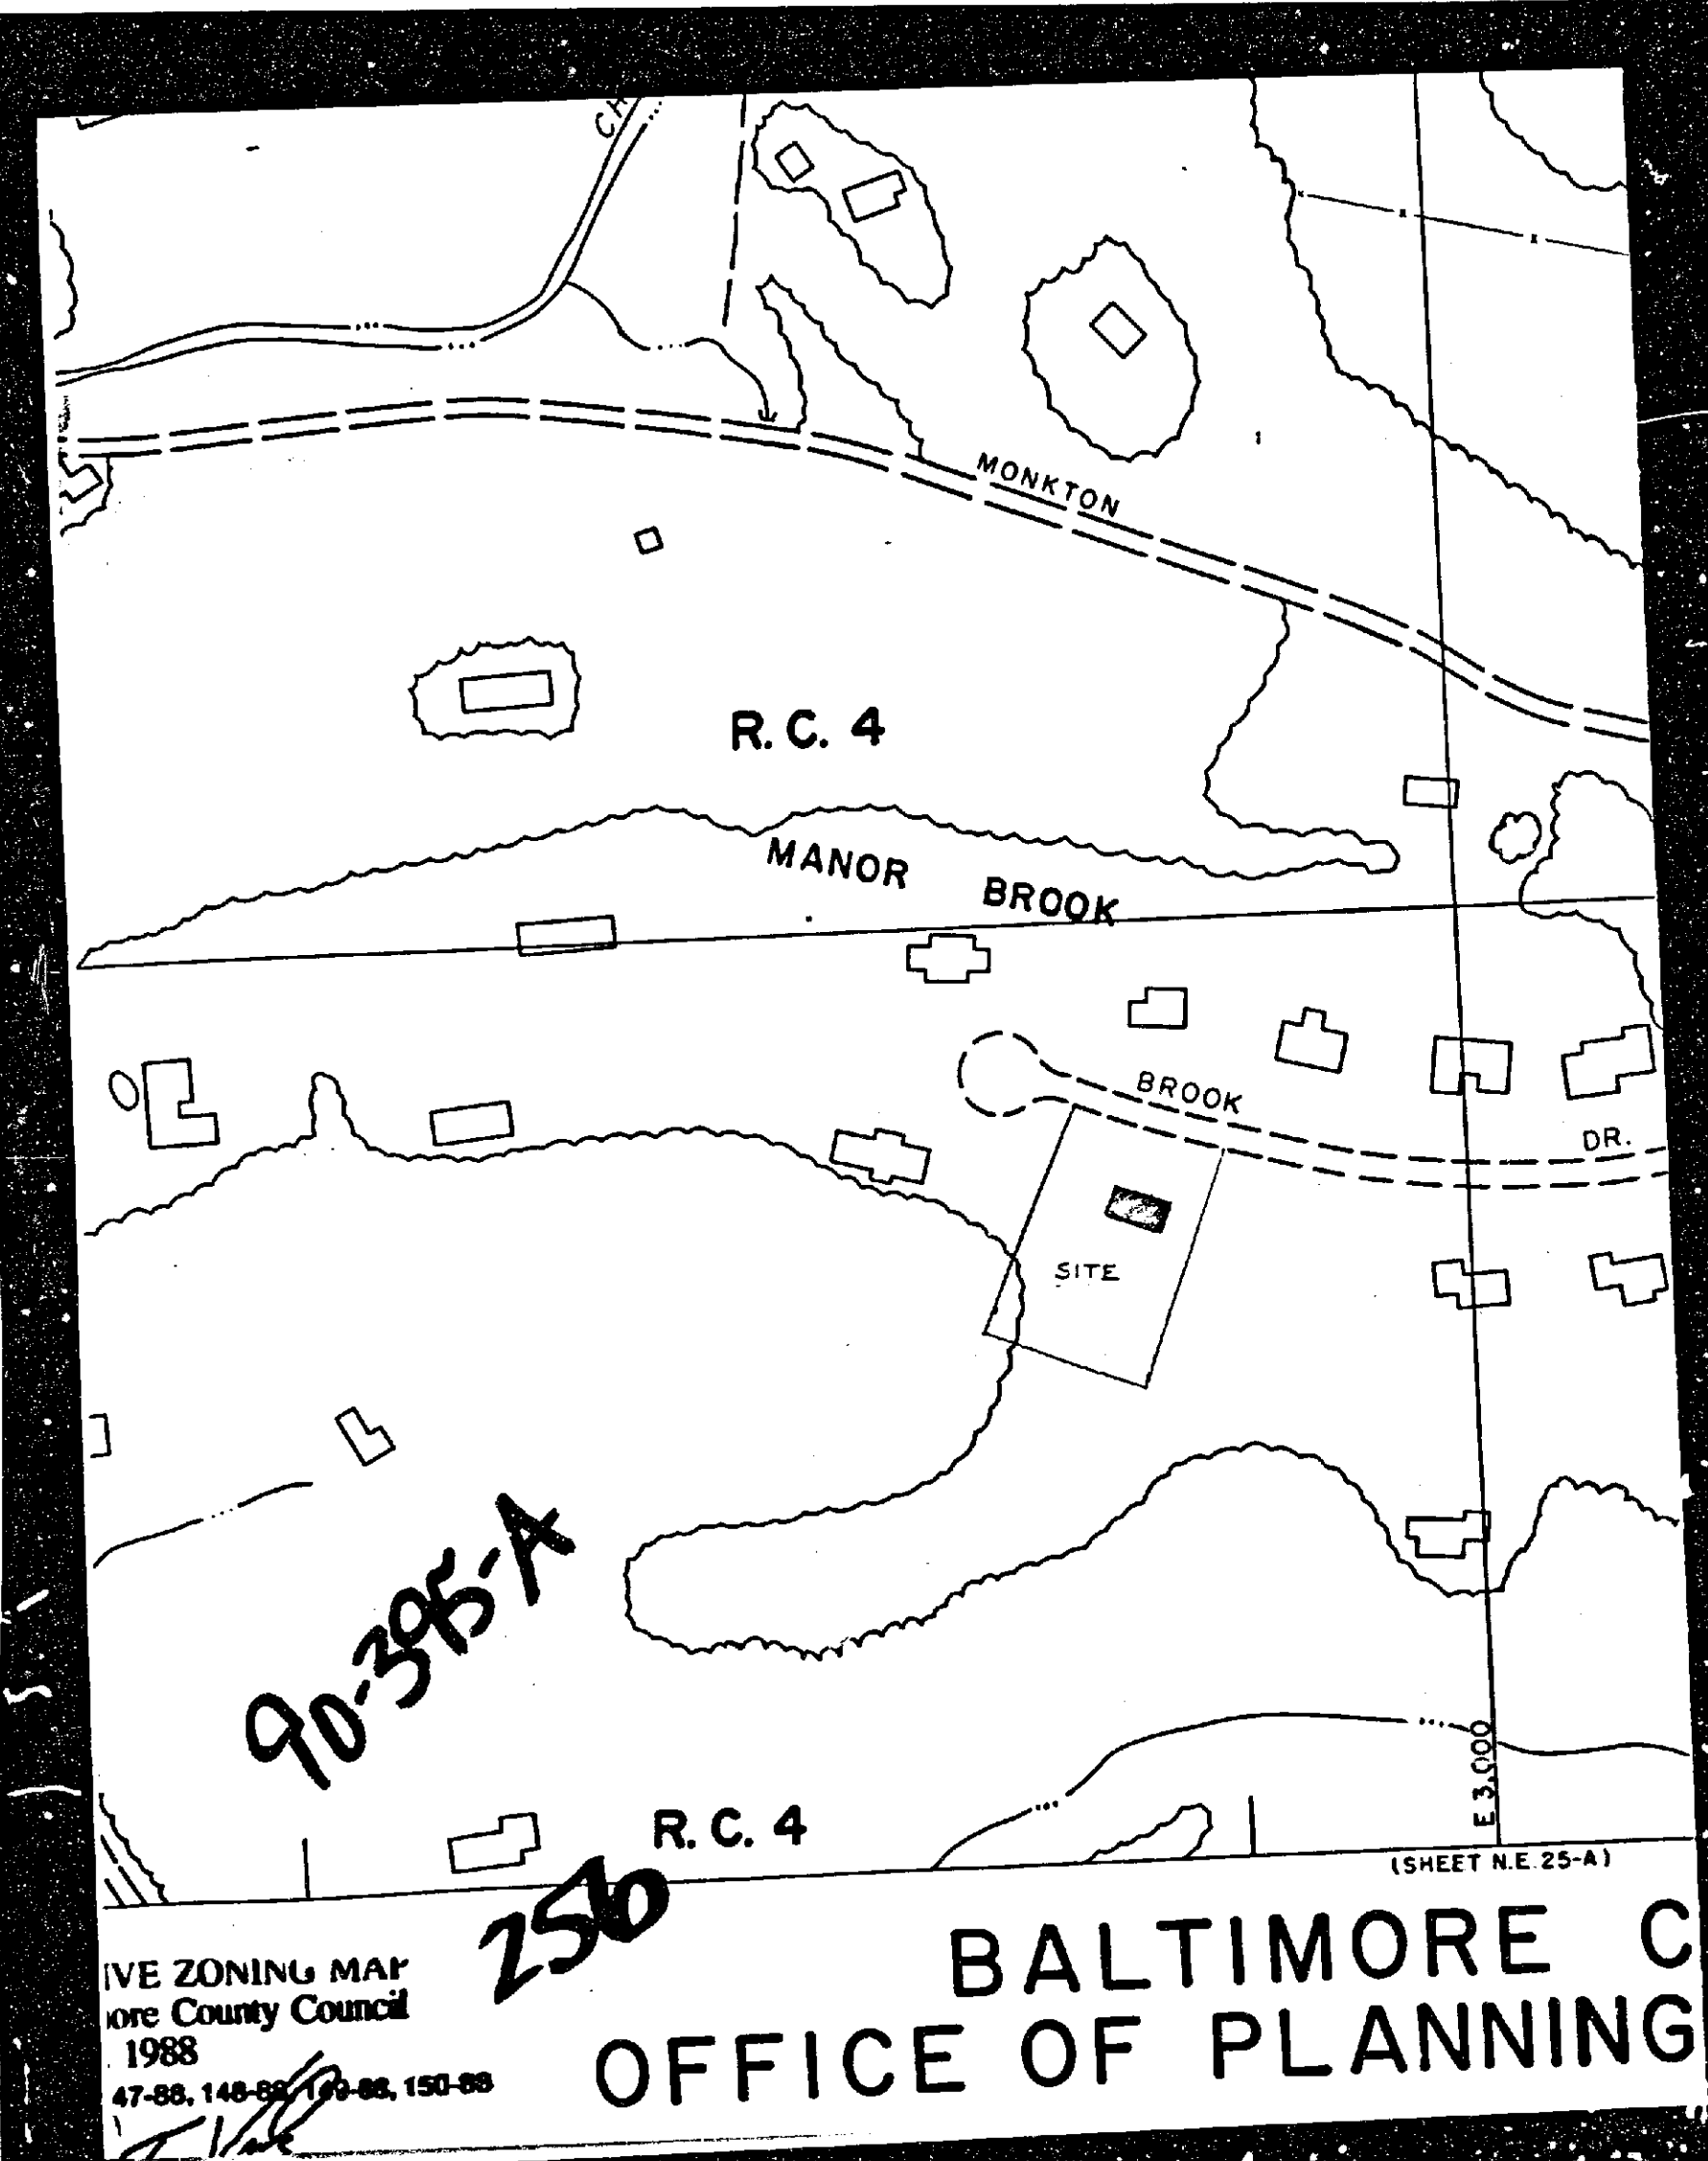 CH
MONKTON
R.C. 4
MANOR BROOK
BROOK
DR.
SITE
90-395-A
E 3,000
R.C. 4
(SHEET N.E. 25-A)
256
IVE ZONING MAP
ore County Council
1988
47-88, 148-88, 149-88, 150-88
BALTIMORE C
OFFICE OF PLANNING